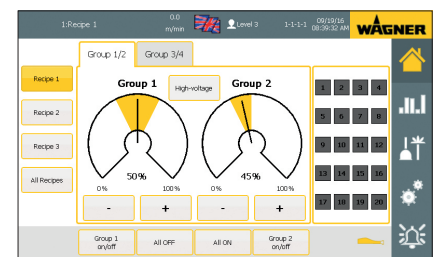 1:Recipe 1
0.0
m/min
Level 3
1-1-1-1
09/19/16
08:39:32 AM
WAGNER
Group 1/2
Group 3/4
Recipe 1
Recipe 2
Recipe 3
All Recipes
Group 1
High-voltage
Group 2
50%
0%
100%
45%
0%
100%
-
+
-
+
1 2 3 4
5 6 7 8
9 10 11 12
13 14 15 16
17 18 19 20
Group 1
on/off
All OFF
All ON
Group 2
on/off